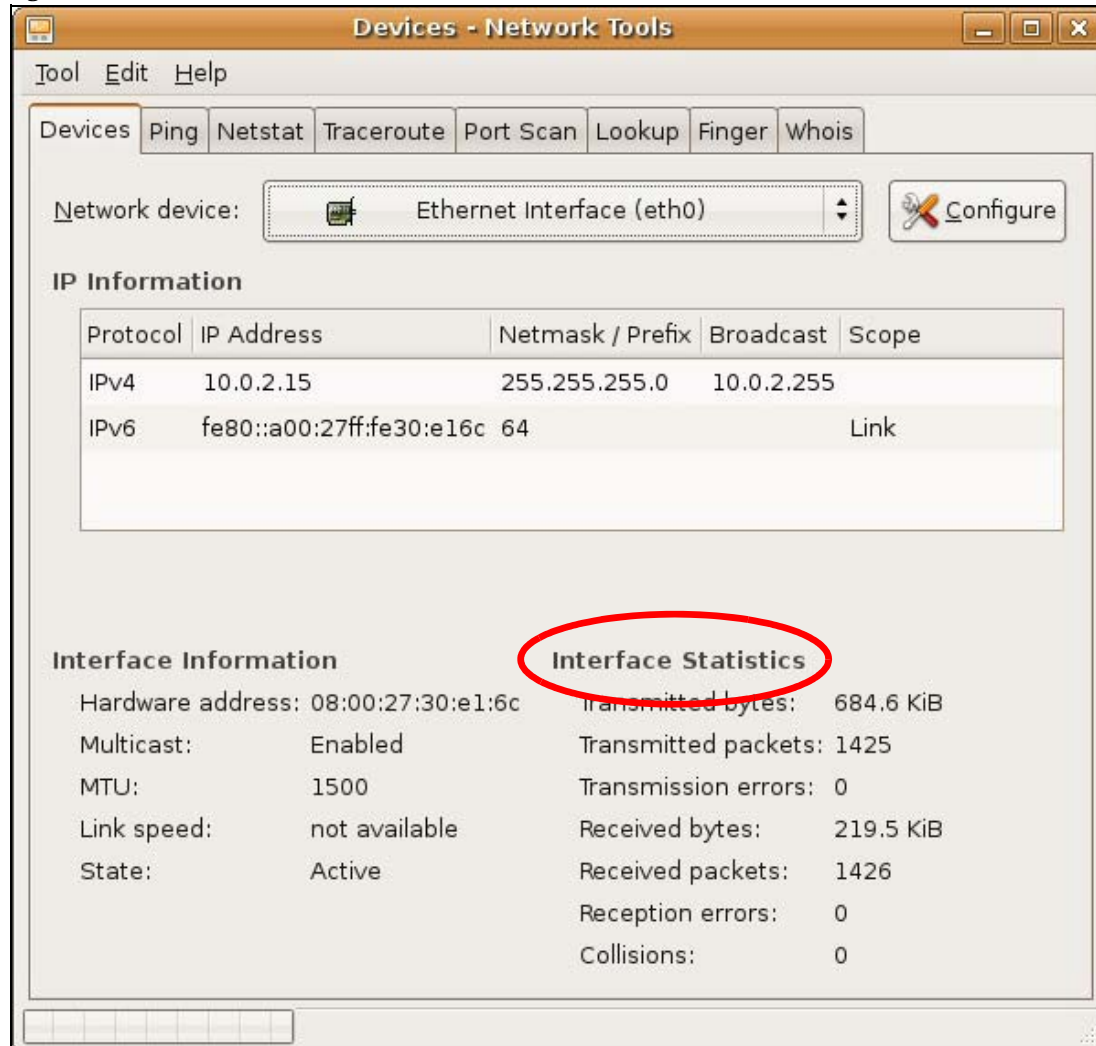 Devices - Network Tools
Tool Edit Help
Devices Ping Netstat Traceroute Port Scan Lookup Finger Whois
Network device: Ethernet Interface (eth0) Configure
IP Information
Protocol IP Address Netmask / Prefix Broadcast Scope
IPv4 10.0.2.15 255.255.255.0 10.0.2.255
IPv6 fe80::a00:27ff:fe30:e16c 64 Link
Interface Information
Hardware address: 08:00:27:30:e1:6c
Multicast: Enabled
MTU: 1500
Link speed: not available
State: Active
Interface Statistics
Transmitted bytes: 684.6 KiB
Transmitted packets: 1425
Transmission errors: 0
Received bytes: 219.5 KiB
Received packets: 1426
Reception errors: 0
Collisions: 0